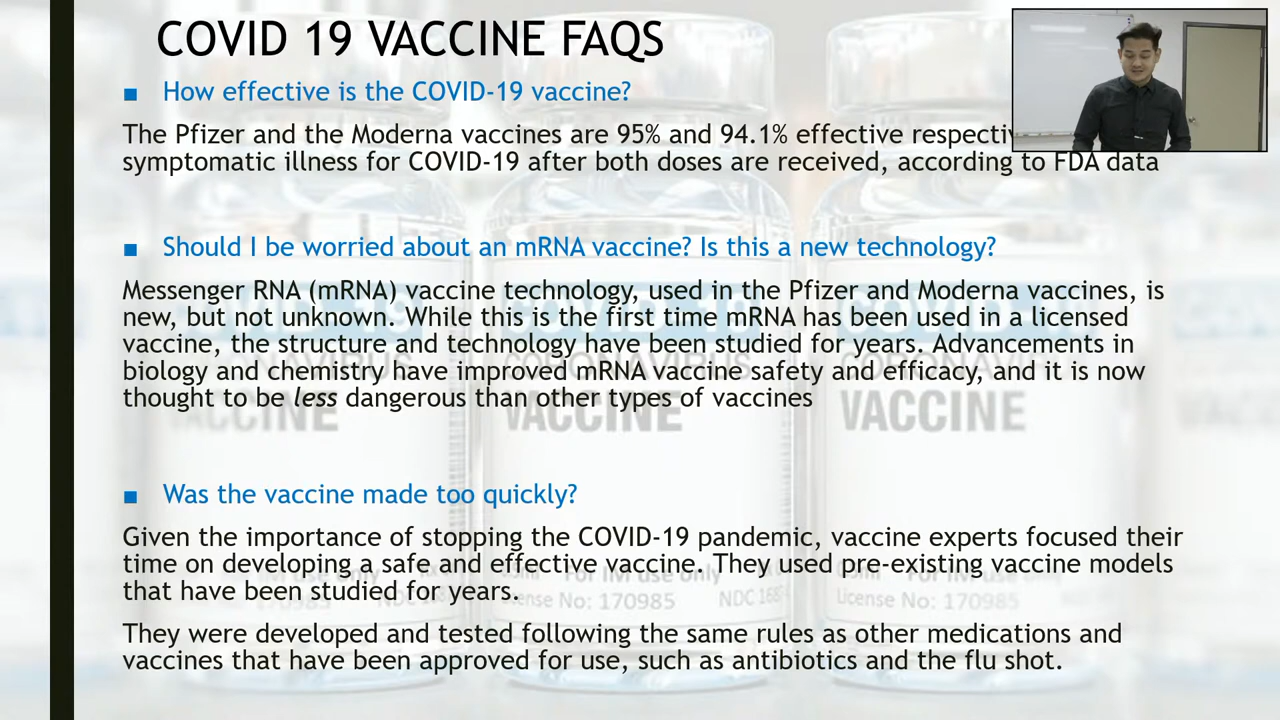 COVID 19 VACCINE FAQS
■ How effective is the COVID-19 vaccine?
The Pfizer and the Moderna vaccines are 95% and 94.1% effective
symptomatic illness for COVID-19 after both doses are received, according to FDA data
■ Should I be worried about an mRNA vaccine? Is this a new technology?
Messenger RNA (mRNA) vaccine technology, used in the Pfizer and Moderna vaccines, is
new, but not unknown. While this is the first time mRNA has been used in a licensed
vaccine, the structure and technology have been studied for years. Advancements in
biology and chemistry have improved mRNA vaccine safety and efficacy, and it is now
thought to be less dangerous than other types of vaccines
VACCINE VACCINE VACCINE
■ Was the vaccine made too quickly?
Given the importance of stopping the COVID-19 pandemic, vaccine experts focused their
time on developing a safe and effective vaccine. They used pre-existing vaccine models
that have been studied for years.
License No: 170985
They were developed and tested following the same rules as other medications and
vaccines that have been approved for use, such as antibiotics and the flu shot.